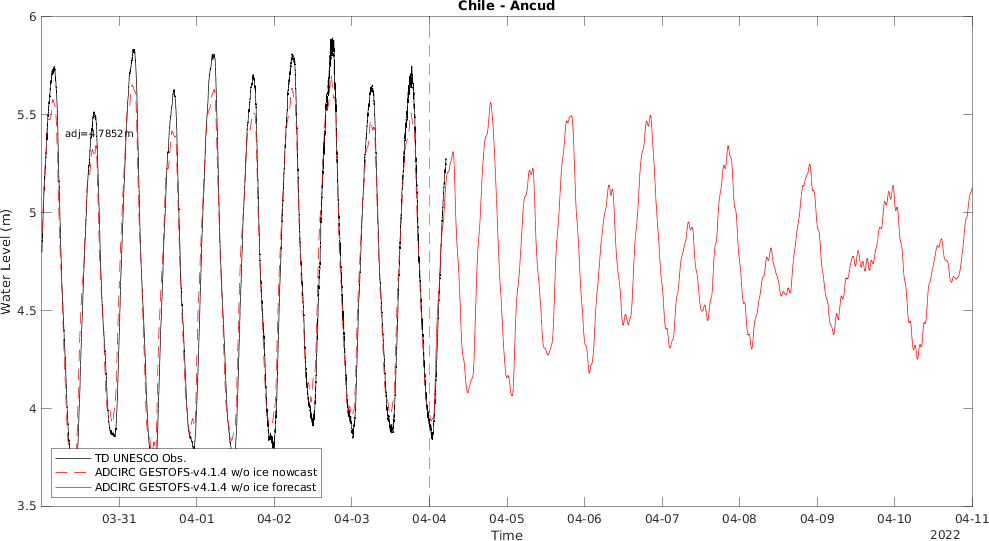 Chile - Ancud
6
5.5
5
4.5
4
3.5
Water Level (m)
adj=4.7852m
TD UNESCO Obs.
ADCIRC GESTOFS-v4.1.4 w/o ice nowcast
ADCIRC GESTOFS-v4.1.4 w/o ice forecast
03-31 04-01 04-02 04-03 04-04 04-05 04-06 04-07 04-08 04-09 04-10 04-11
Time
2022